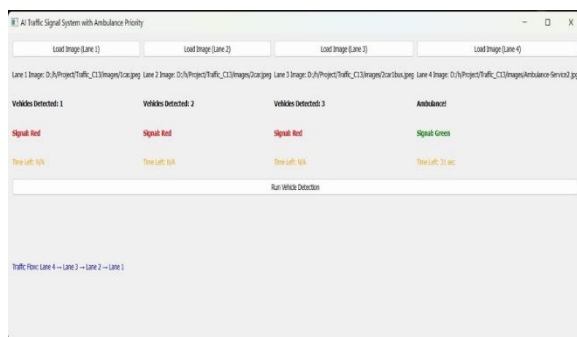 AI Traffic Signal System with Ambulance Priority
Load Image (Lane 1) Load Image (Lane 2) Load Image (Lane 3) Load Image (Lane 4)
Lane 1 Image: D:/h/Project/Traffic_C13/images/1car.jpeg Lane 2 Image: D:/h/Project/Traffic_C13/images/2car.jpeg Lane 3 Image: D:/h/Project/Traffic_C13/images/2car1bus.jpeg Lane 4 Image: D:/h/Project/Traffic_C13/images/Ambulance-Service2.jpg
Vehicles Detected: 1 Vehicles Detected: 2 Vehicles Detected: 3 Ambulance!
Signal: Red Signal: Red Signal: Red Signal: Green
Time Left: N/A Time Left: N/A Time Left: N/A Time Left: 31 sec
Run Vehicle Detection
Traffic Flow: Lane 4 → Lane 3 → Lane 2 → Lane 1